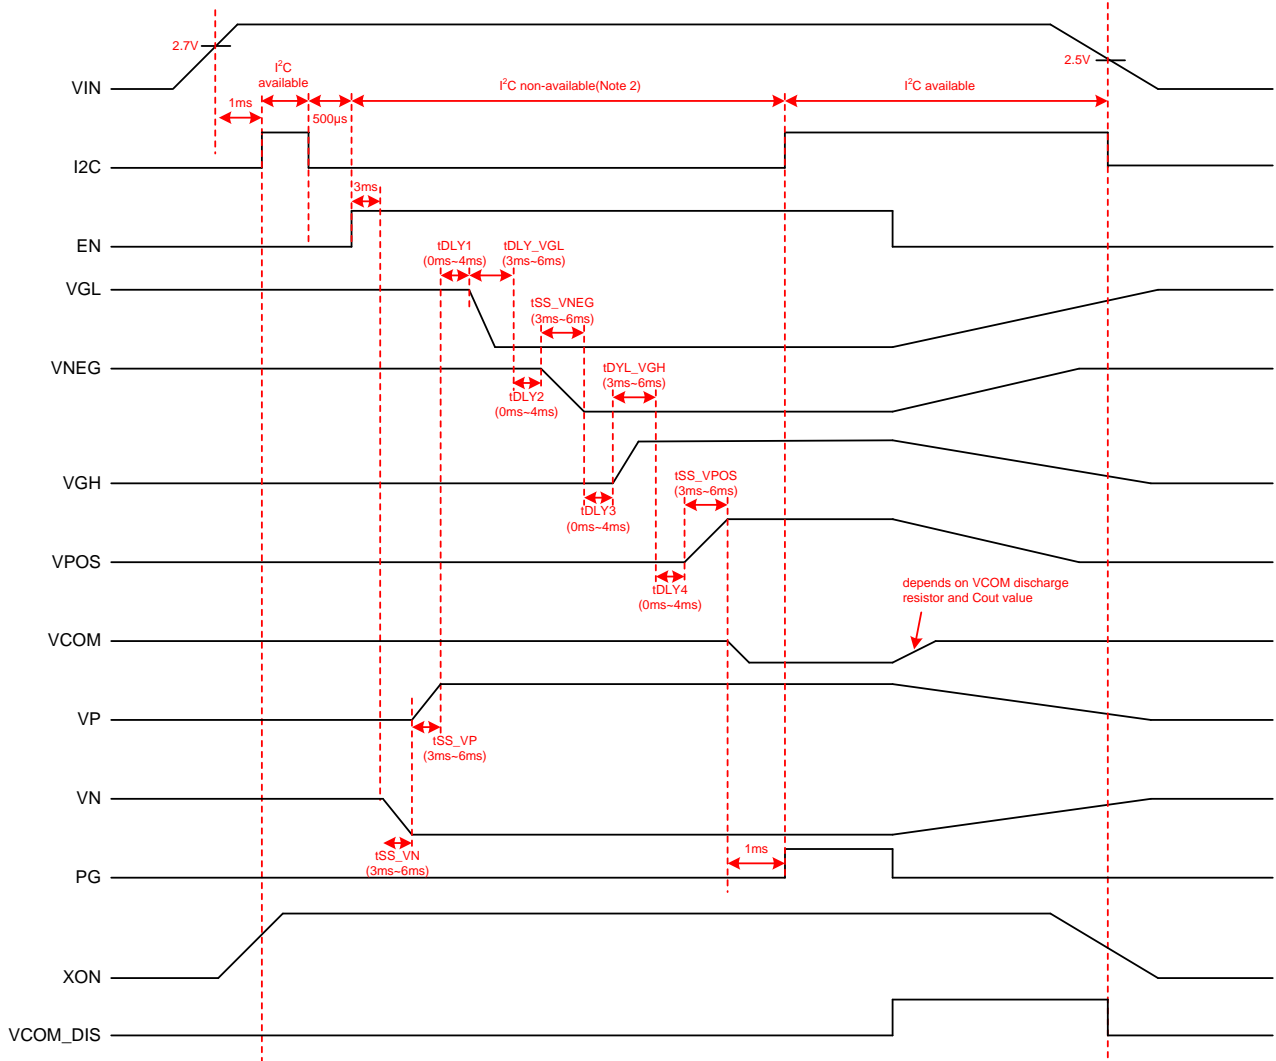 2.7V
I²C
available
I²C non-available(Note 2)
I²C available
2.5V
VIN
1ms
500µs
I2C
3ms
EN
tDLY1
(0ms~4ms)
tDLY_VGL
(3ms~6ms)
VGL
tSS_VNEG
(3ms~6ms)
VNEG
tDLY2
(0ms~4ms)
tDYL_VGH
(3ms~6ms)
VGH
tSS_VPOS
(3ms~6ms)
tDLY3
(0ms~4ms)
VPOS
tDLY4
(0ms~4ms)
depends on VCOM discharge
resistor and Cout value
VCOM
VP
tSS_VP
(3ms~6ms)
VN
tSS_VN
(3ms~6ms)
1ms
PG
XON
VCOM_DIS